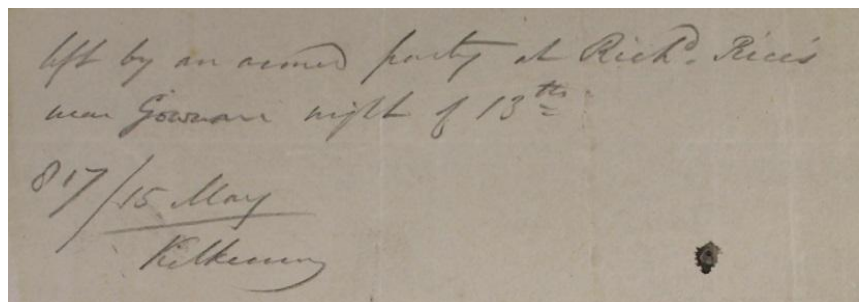 left by an armed party at Richd. Rice's
near Gowran night of 13th
817/15 May
Kilkenny